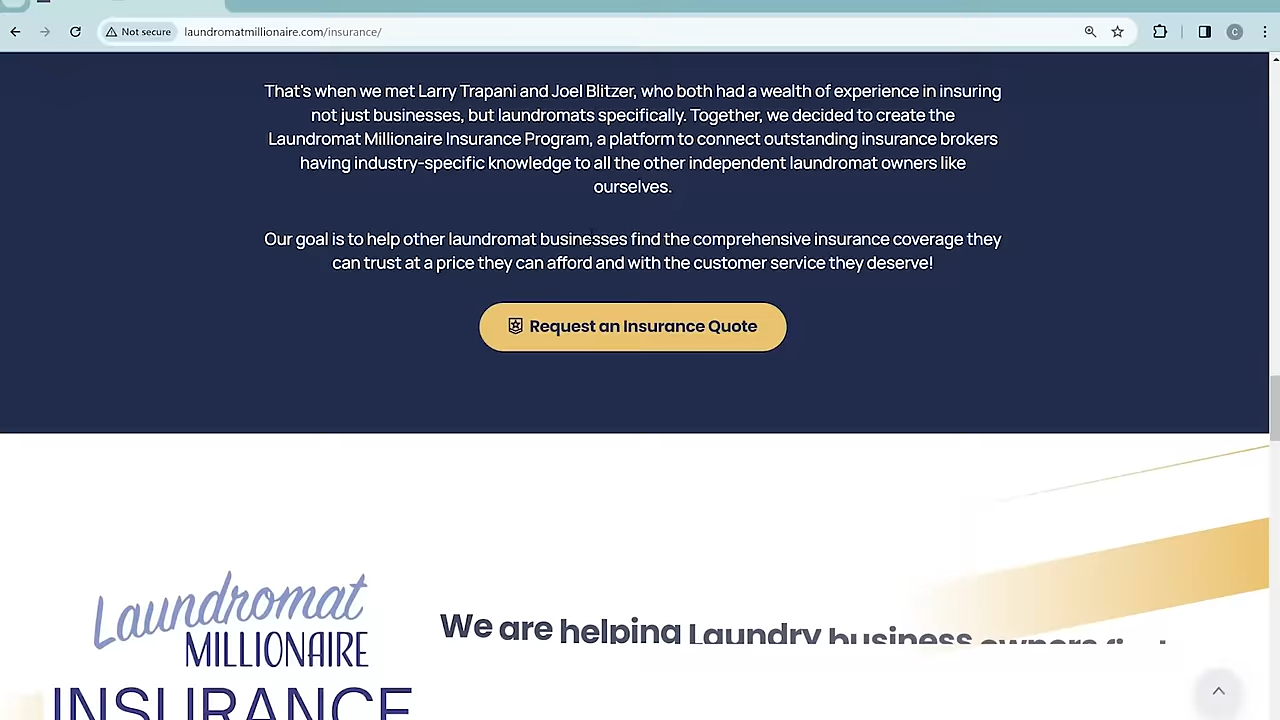 Not secure
laundromatmillionaire.com/insurance/
C
That's when we met Larry Trapani and Joel Blitzer, who both had a wealth of experience in insuring
not just businesses, but laundromats specifically. Together, we decided to create the
Laundromat Millionaire Insurance Program, a platform to connect outstanding insurance brokers
having industry-specific knowledge to all the other independent laundromat owners like
ourselves.
Our goal is to help other laundromat businesses find the comprehensive insurance coverage they
can trust at a price they can afford and with the customer service they deserve!
Request an Insurance Quote
Laundromat
MILLIONAIRE
INSURANCE
We are helping Laundry business owners